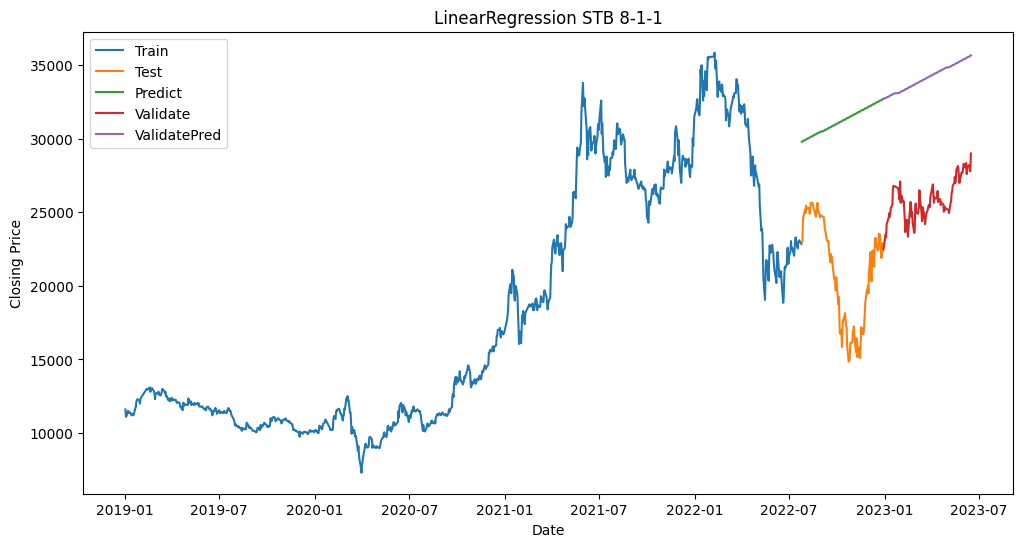 LinearRegression STB 8-1-1
Train
Test
Predict
Validate
ValidatePred
Closing Price
35000
30000
25000
20000
15000
10000
2019-01 2019-07 2020-01 2020-07 2021-01 2021-07 2022-01 2022-07 2023-01 2023-07
Date